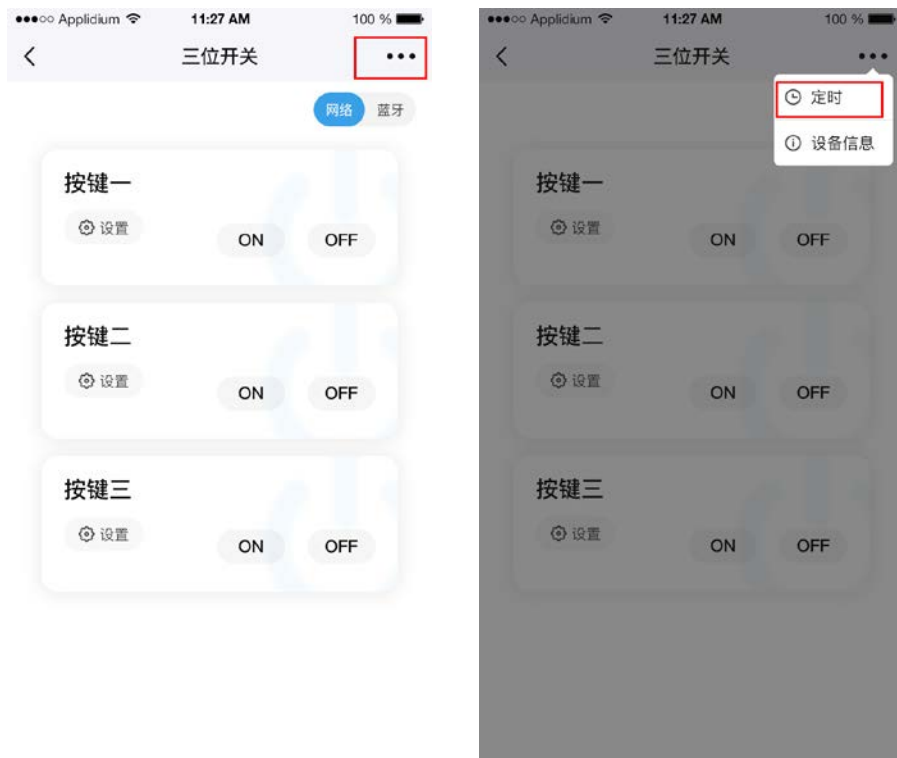 ●●●○○ Applidium 11:27 AM 100 %
三位开关
网络 蓝牙
按键一
设置
ON OFF
按键二
设置
ON OFF
按键三
设置
ON OFF
●●●○○ Applidium 11:27 AM 100 %
三位开关
定时
设备信息
按键一
设置
ON OFF
按键二
设置
ON OFF
按键三
设置
ON OFF